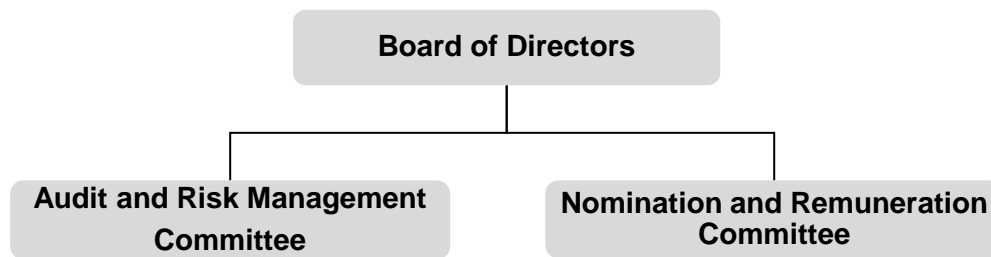 Board of Directors
Audit and Risk Management
Committee
Nomination and Remuneration
Committee